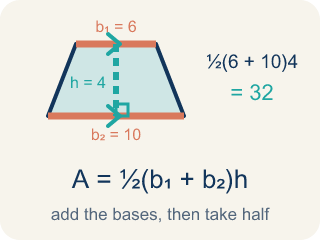 b₁ = 6
½(6 + 10)4
h = 4
= 32
b₂ = 10
A = ½(b₁ + b₂)h
add the bases, then take half